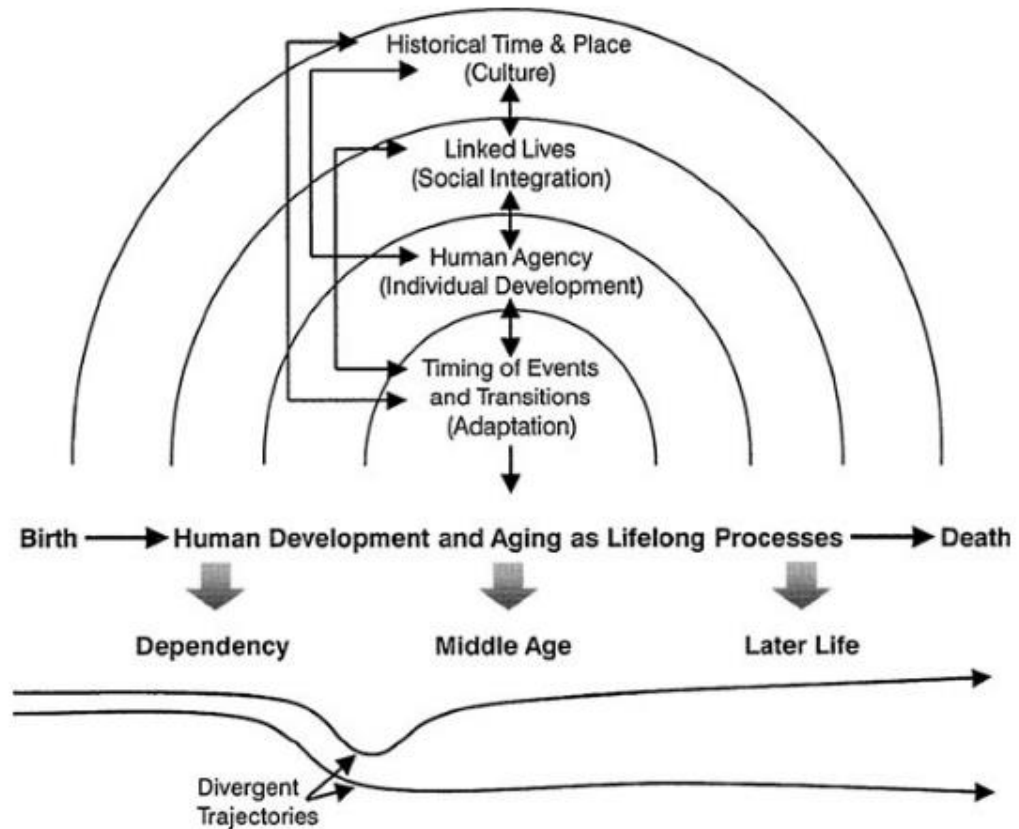 Historical Time & Place
(Culture)
Linked Lives
(Social Integration)
Human Agency
(Individual Development)
Timing of Events
and Transitions
(Adaptation)
Birth Human Development and Aging as Lifelong Processes Death
Dependency Middle Age Later Life
Divergent
Trajectories